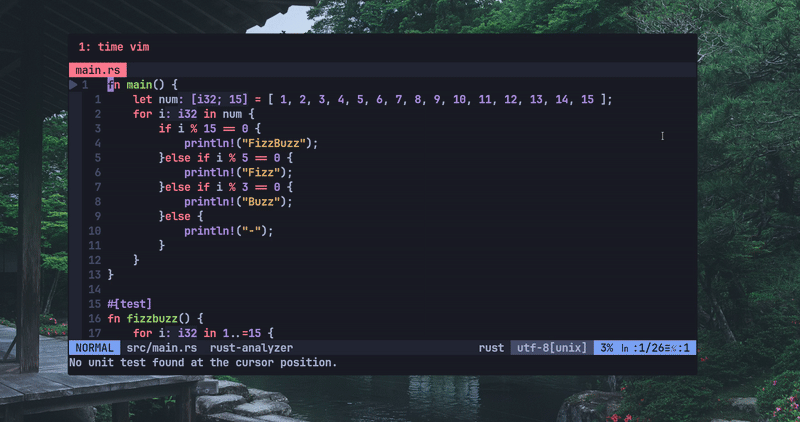 1: time vim
main.rs
1 fn main() {
1 let num: [i32; 15] = [ 1, 2, 3, 4, 5, 6, 7, 8, 9, 10, 11, 12, 13, 14, 15 ];
2 for i: i32 in num {
3 if i % 15 == 0 {
4 println!("FizzBuzz");
5 }else if i % 5 == 0 {
6 println!("Fizz");
7 }else if i % 3 == 0 {
8 println!("Buzz");
9 }else {
10 println!("-");
11 }
12 }
13 }
14
15 #[test]
16 fn fizzbuzz() {
17 for i: i32 in 1..=15 {
NORMAL src/main.rs rust-analyzer rust utf-8[unix] 3% ㏑:1/26≡℅:1
No unit test found at the cursor position.